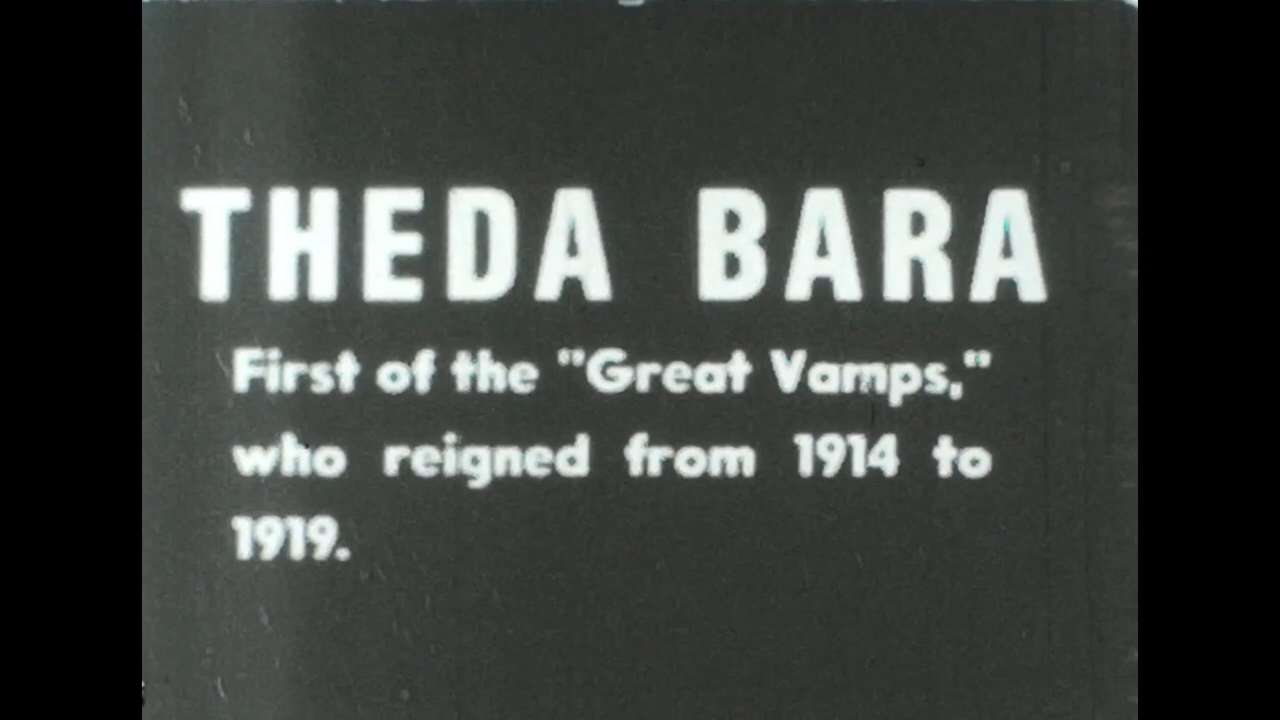 THEDA BARA
First of the "Great Vamps,"
who reigned from 1914 to
1919.